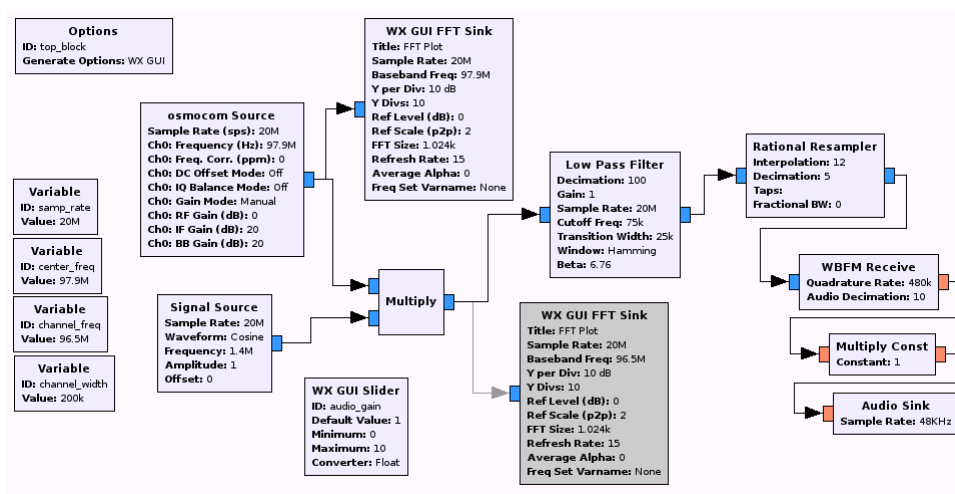 Options
ID: top_block
Generate Options: WX GUI
WX GUI FFT Sink
Title: FFT Plot
Sample Rate: 20M
Baseband Freq: 97.9M
Y per Div: 10 dB
Y Divs: 10
Ref Level (dB): 0
Ref Scale (p2p): 2
FFT Size: 1.024k
Refresh Rate: 15
Average Alpha: 0
Freq Set Varname: None
osmocom Source
Sample Rate (sps): 20M
Ch0: Frequency (Hz): 97.9M
Ch0: Freq. Corr. (ppm): 0
Ch0: DC Offset Mode: Off
Ch0: IQ Balance Mode: Off
Ch0: Gain Mode: Manual
Ch0: RF Gain (dB): 0
Ch0: IF Gain (dB): 20
Ch0: BB Gain (dB): 20
Low Pass Filter
Decimation: 100
Gain: 1
Sample Rate: 20M
Cutoff Freq: 75k
Transition Width: 25k
Window: Hamming
Beta: 6.76
Rational Resampler
Interpolation: 12
Decimation: 5
Taps:
Fractional BW: 0
Variable
ID: samp_rate
Value: 20M
Variable
ID: center_freq
Value: 97.9M
Variable
ID: channel_freq
Value: 96.5M
Variable
ID: channel_width
Value: 200k
Signal Source
Sample Rate: 20M
Waveform: Cosine
Frequency: 1.4M
Amplitude: 1
Offset: 0
Multiply
WX GUI Slider
ID: audio_gain
Default Value: 1
Minimum: 0
Maximum: 10
Converter: Float
WX GUI FFT Sink
Title: FFT Plot
Sample Rate: 20M
Baseband Freq: 96.5M
Y per Div: 10 dB
Y Divs: 10
Ref Level (dB): 0
Ref Scale (p2p): 2
FFT Size: 1.024k
Refresh Rate: 15
Average Alpha: 0
Freq Set Varname: None
WBFM Receive
Quadrature Rate: 480k
Audio Decimation: 10
Multiply Const
Constant: 1
Audio Sink
Sample Rate: 48KHz